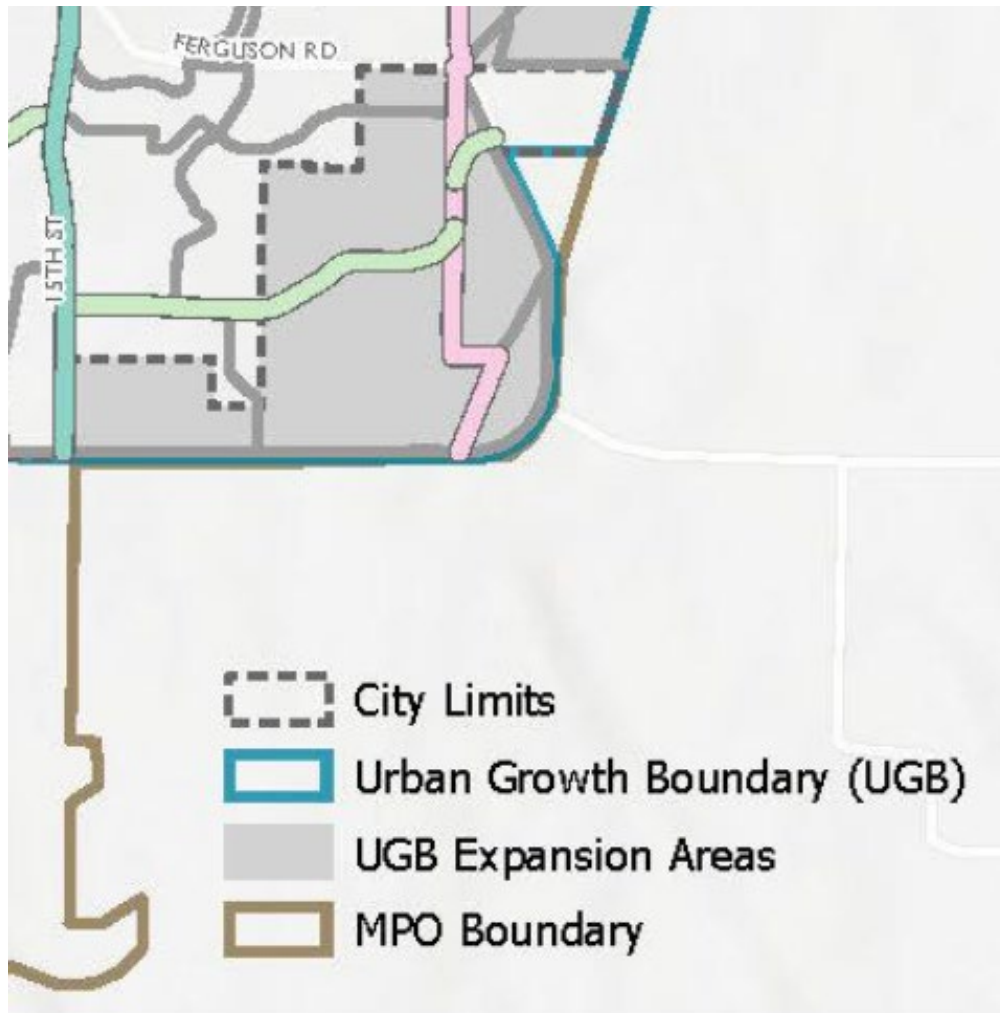 FERGUSON RD
15TH ST
City Limits
Urban Growth Boundary (UGB)
UGB Expansion Areas
MPO Boundary